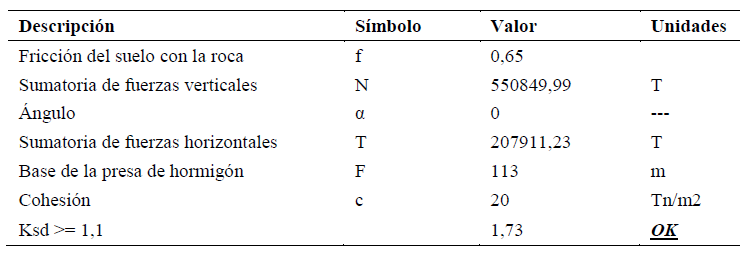 Descripción Símbolo Valor Unidades
Fricción del suelo con la roca f 0,65
Sumatoria de fuerzas verticales N 550849,99 T
Ángulo α 0 ---
Sumatoria de fuerzas horizontales T 207911,23 T
Base de la presa de hormigón F 113 m
Cohesión c 20 Tn/m2
Ksd >= 1,1 1,73 OK